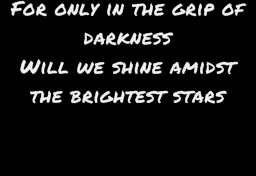 For only in the grip of
darkness
Will we shine amidst
the brightest stars